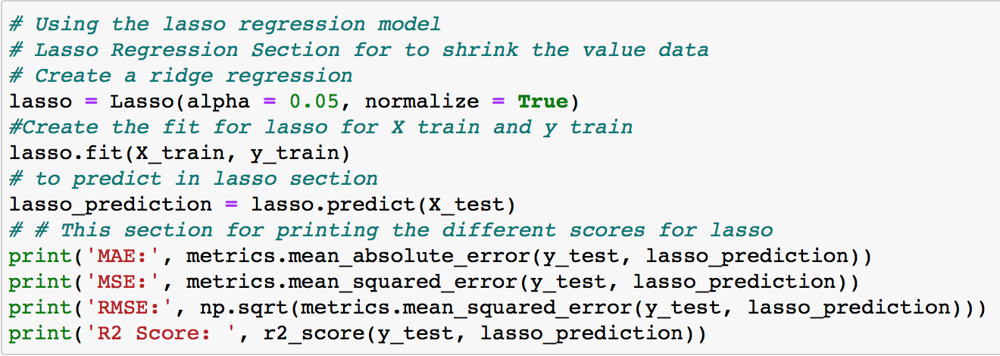 # Using the lasso regression model
# Lasso Regression Section for to shrink the value data
# Create a ridge regression
lasso = Lasso(alpha = 0.05, normalize = True)
#Create the fit for lasso for X train and y train
lasso.fit(X_train, y_train)
# to predict in lasso section
lasso_prediction = lasso.predict(X_test)
# # This section for printing the different scores for lasso
print('MAE:', metrics.mean_absolute_error(y_test, lasso_prediction))
print('MSE:', metrics.mean_squared_error(y_test, lasso_prediction))
print('RMSE:', np.sqrt(metrics.mean_squared_error(y_test, lasso_prediction)))
print('R2 Score: ', r2_score(y_test, lasso_prediction))